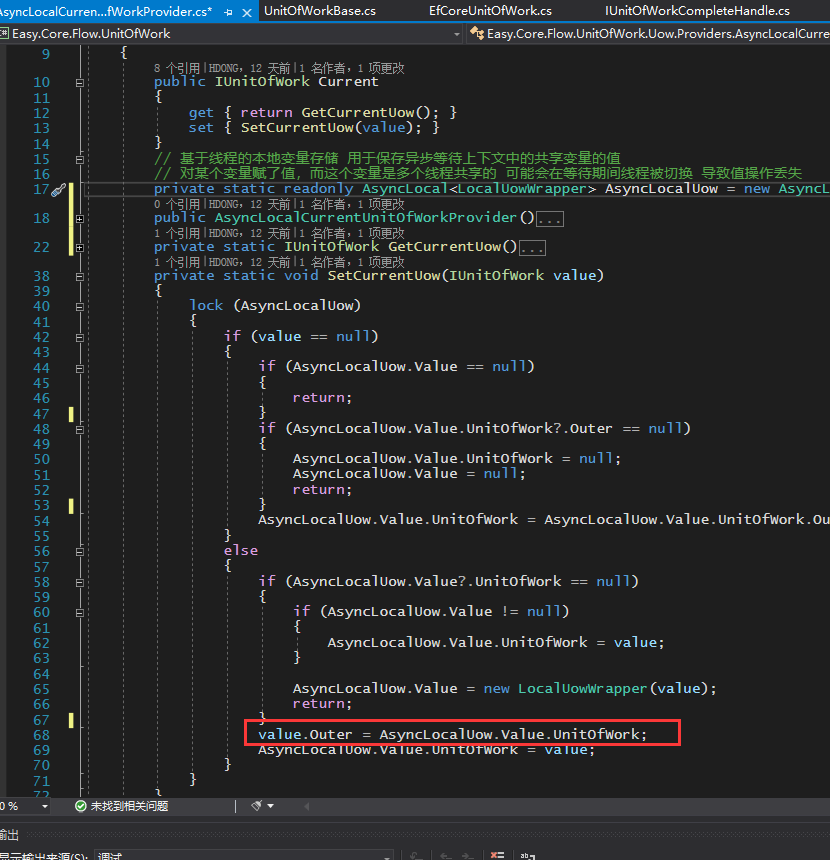 AsyncLocalCurren...fWorkProvider.cs* UnitOfWorkBase.cs EfCoreUnitOfWork.cs IUnitOfWorkCompleteHandle.cs
Easy.Core.Flow.UnitOfWork Easy.Core.Flow.UnitOfWork.Uow.Providers.AsyncLocalCurre
9 {
8 个引用|HDONG，12 天前|1 名作者，1 项更改
10 public IUnitOfWork Current
11 {
12 get { return GetCurrentUow(); }
13 set { SetCurrentUow(value); }
14 }
15 // 基于线程的本地变量存储 用于保存异步等待上下文中的共享变量的值
16 // 对某个变量赋了值，而这个变量是多个线程共享的 可能会在等待期间线程被切换 导致值操作丢失
17 private static readonly AsyncLocal<LocalUowWrapper> AsyncLocalUow = new AsyncL
0 个引用|HDONG，12 天前|1 名作者，1 项更改
18 public AsyncLocalCurrentUnitOfWorkProvider()...
1 个引用|HDONG，12 天前|1 名作者，1 项更改
22 private static IUnitOfWork GetCurrentUow()...
1 个引用|HDONG，12 天前|1 名作者，1 项更改
38 private static void SetCurrentUow(IUnitOfWork value)
39 {
40 lock (AsyncLocalUow)
41 {
42 if (value == null)
43 {
44 if (AsyncLocalUow.Value == null)
45 {
46 return;
47 }
48 if (AsyncLocalUow.Value.UnitOfWork?.Outer == null)
49 {
50 AsyncLocalUow.Value.UnitOfWork = null;
51 AsyncLocalUow.Value = null;
52 return;
53 }
54 AsyncLocalUow.Value.UnitOfWork = AsyncLocalUow.Value.UnitOfWork.Ou
55 }
56 else
57 {
58 if (AsyncLocalUow.Value?.UnitOfWork == null)
59 {
60 if (AsyncLocalUow.Value != null)
61 {
62 AsyncLocalUow.Value.UnitOfWork = value;
63 }
64
65 AsyncLocalUow.Value = new LocalUowWrapper(value);
66 return;
67 }
68 value.Outer = AsyncLocalUow.Value.UnitOfWork;
69 AsyncLocalUow.Value.UnitOfWork = value;
70 }
71 }
72 }
0 % 未找到相关问题
输出
显示输出来源(S): 调试